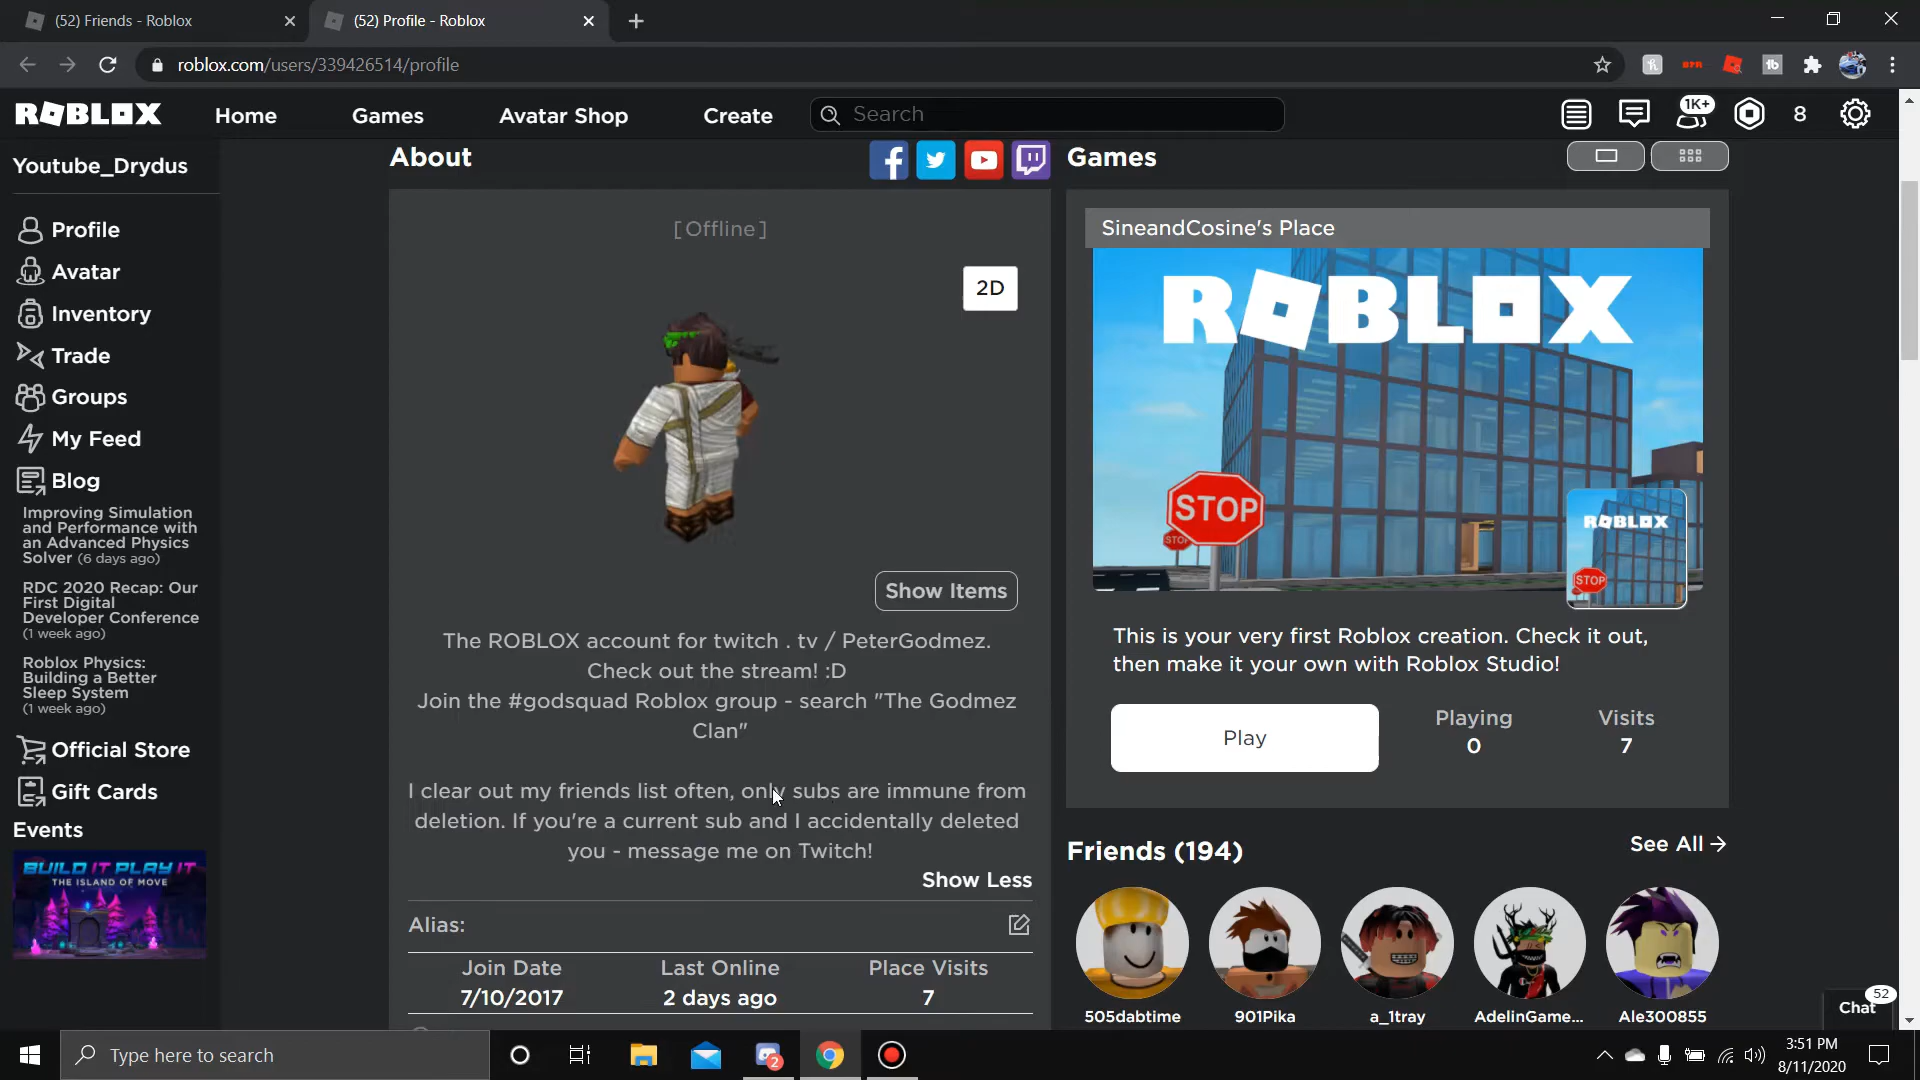 (52) Friends - Roblox
(52) Profile - Roblox
roblox.com/users/339426514/profile
ROBLOX
Home
Games
Avatar Shop
Create
Search
1K+
8
Youtube_Drydus
Profile
Avatar
Inventory
Trade
Groups
My Feed
Blog
Improving Simulation
and Performance with
an Advanced Physics
Solver (6 days ago)
RDC 2020 Recap: Our
First Digital
Developer Conference
(1 week ago)
Roblox Physics:
Building a Better
Sleep System
(1 week ago)
Official Store
Gift Cards
Events
BUILD IT PLAY IT
THE ISLAND OF MOVE
About
[Offline]
2D
Show Items
The ROBLOX account for twitch . tv / PeterGodmez.
Check out the stream! :D
Join the #godsquad Roblox group - search "The Godmez
Clan"
I clear out my friends list often, only subs are immune from
deletion. If you're a current sub and I accidentally deleted
you - message me on Twitch!
Show Less
Alias:
Join Date
7/10/2017
Last Online
2 days ago
Place Visits
7
Games
SineandCosine's Place
ROBLOX
STOP
STOP
ROBLOX
STOP
This is your very first Roblox creation. Check it out,
then make it your own with Roblox Studio!
Play
Playing
0
Visits
7
Friends (194)
See All →
505dabtime
901Pika
a_1tray
AdelinGame...
Ale300855
Chat
52
Type here to search
2
3:51 PM
8/11/2020